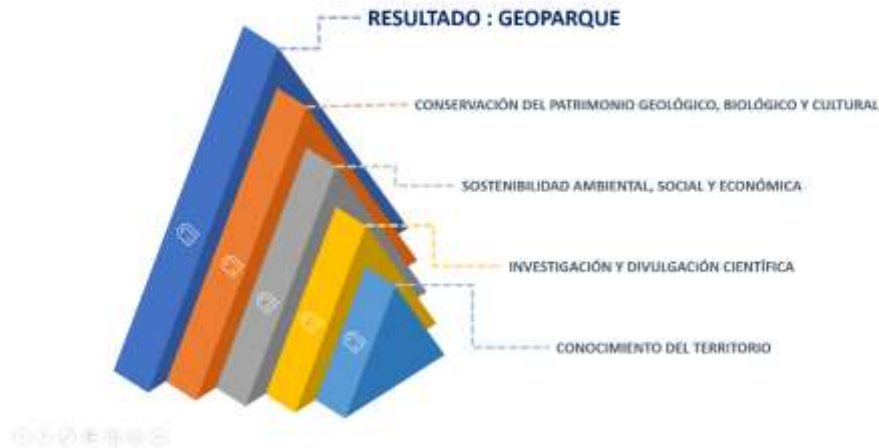 RESULTADO : GEOPARQUE
CONSERVACIÓN DEL PATRIMONIO GEOLÓGICO, BIOLÓGICO Y CULTURAL
SOSTENIBILIDAD AMBIENTAL, SOCIAL Y ECONÓMICA
INVESTIGACIÓN Y DIVULGACIÓN CIENTÍFICA
CONOCIMIENTO DEL TERRITORIO